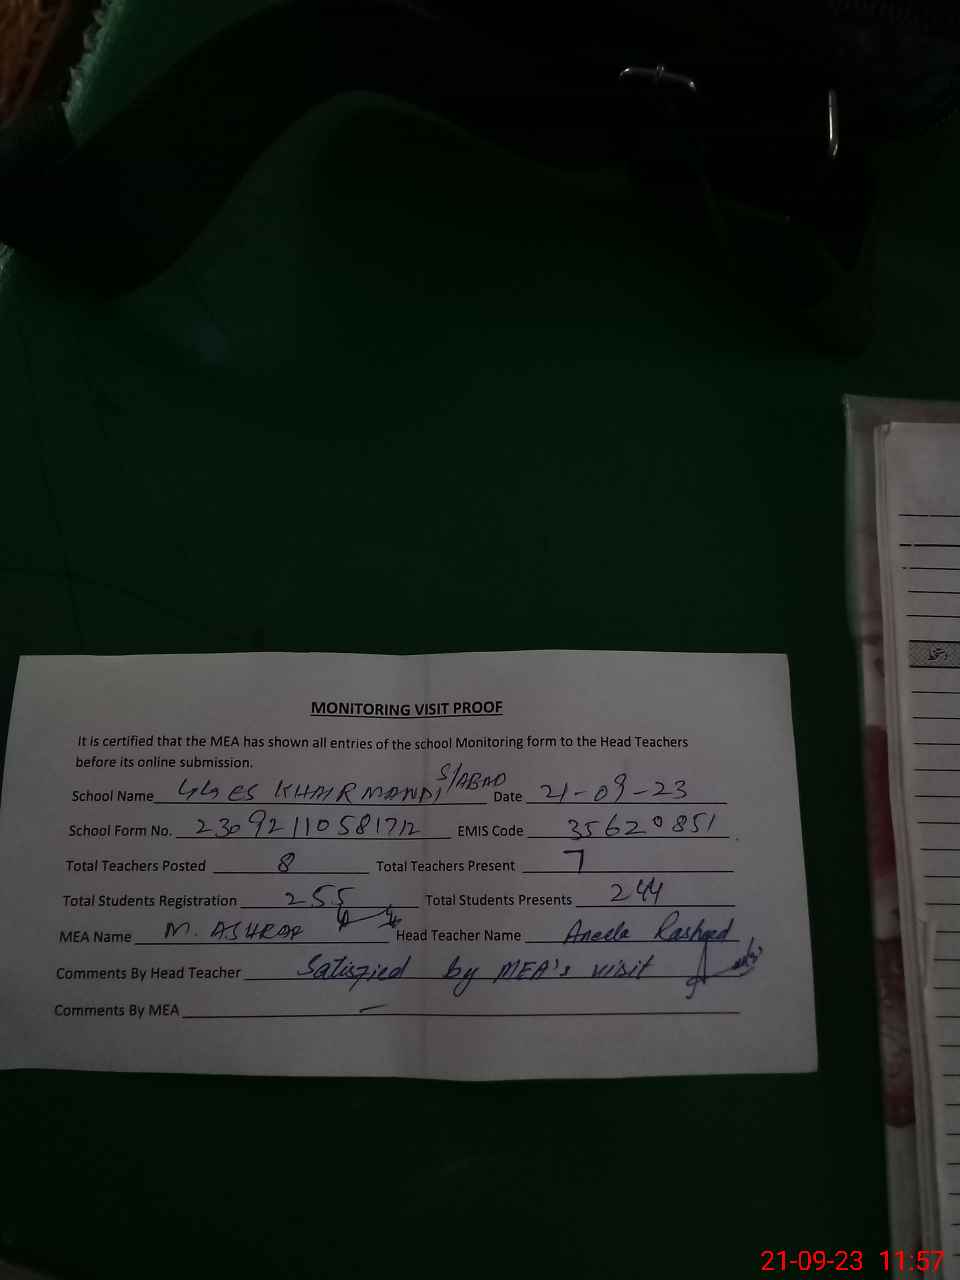 MONITORING VISIT PROOF
It is certified that the MEA has shown all entries of the school Monitoring form to the Head Teachers
before its online submission.
School Name GGES KHAIR MANDI S/ABAD Date 21-09-23
School Form No. 23092110581712 EMIS Code 35620851
Total Teachers Posted 8 Total Teachers Present 7
Total Students Registration 255 Total Students Presents 244
MEA Name M. ASHRAF Head Teacher Name Aneela Rasheed
Comments By Head Teacher Satisfied by MEA's visit
Comments By MEA —
دستخط
21-09-23 11:57